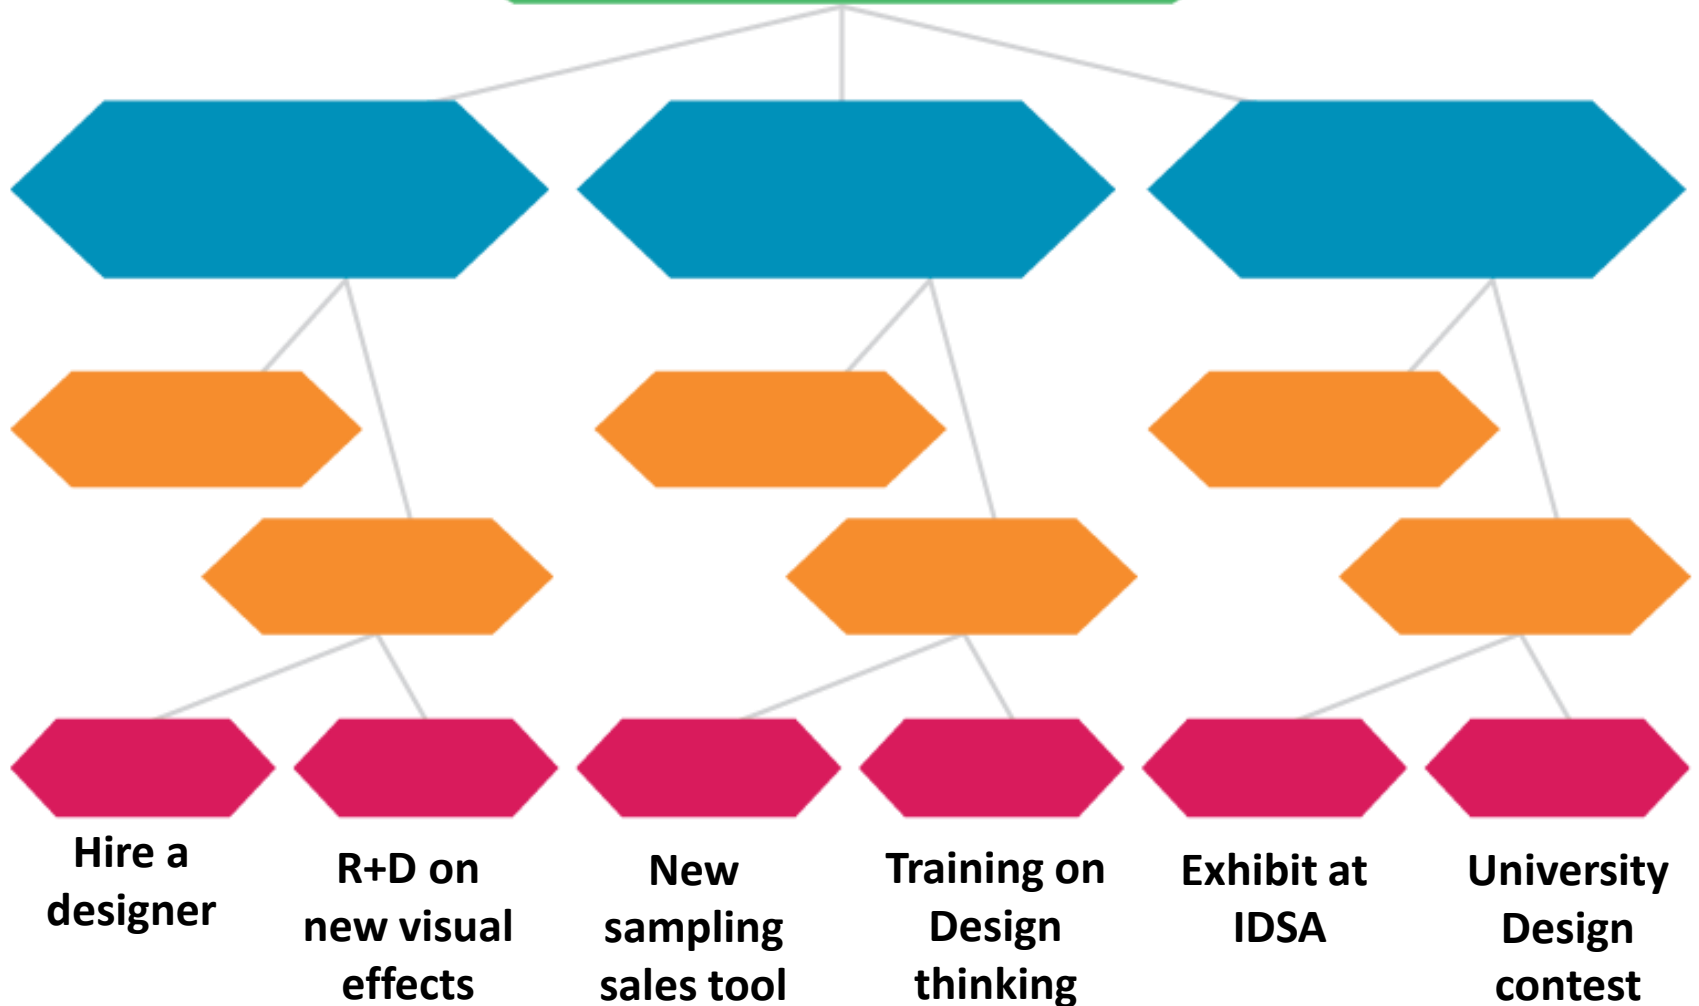 Hire a
designer
R+D on
new visual
effects
New
sampling
sales tool
Training on
Design
thinking
Exhibit at
IDSA
University
Design
contest